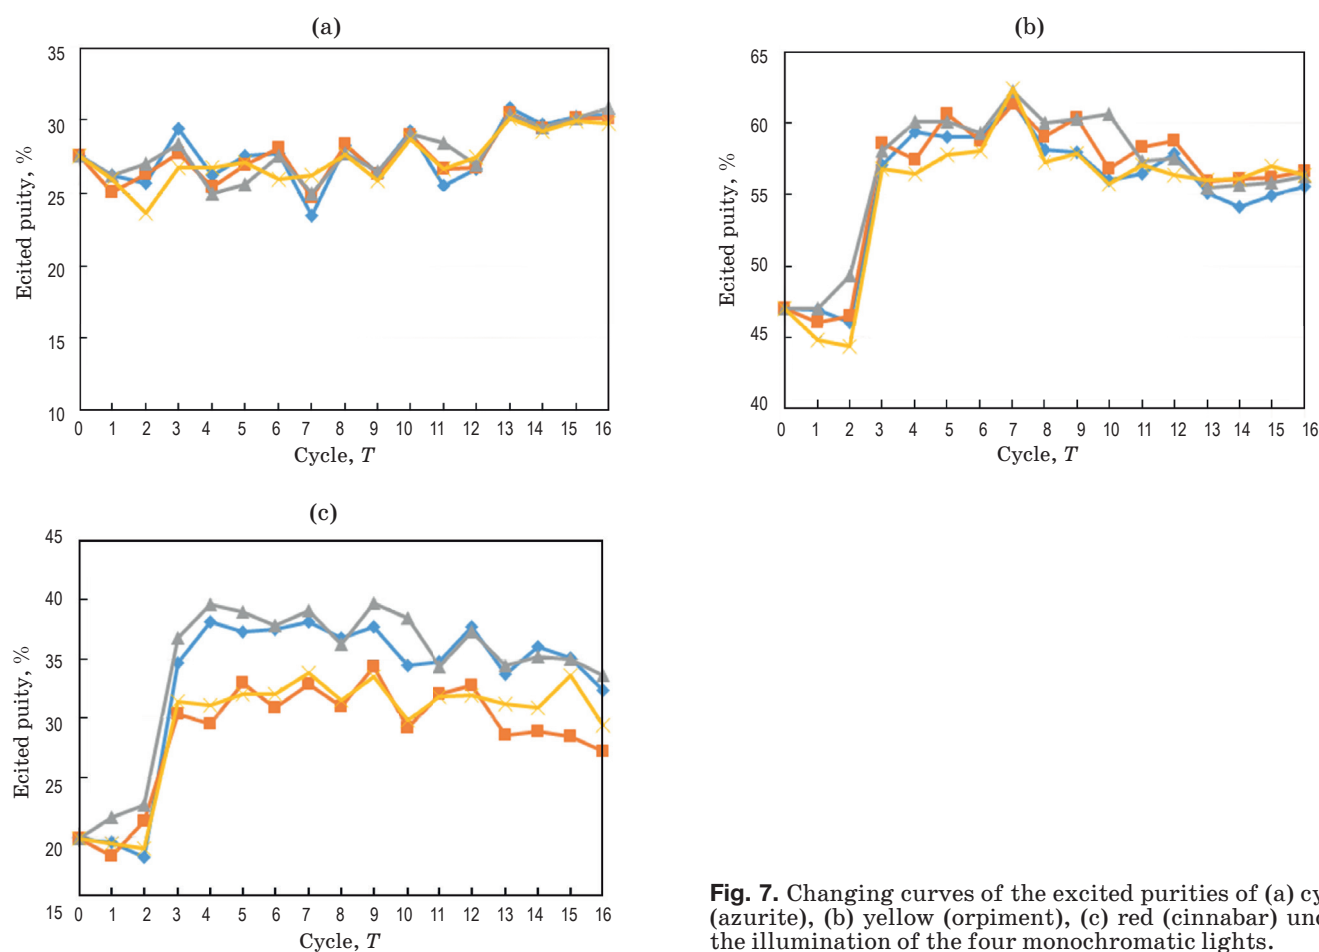 (a)
35
30
25
20
15
10
Ecited puity, %
0 1 2 3 4 5 6 7 8 9 10 11 12 13 14 15 16
Cycle, T
(b)
65
60
55
50
45
40
Ecited purity, %
0 1 2 3 4 5 6 7 8 9 10 11 12 13 14 15 16
Cycle, T
(c)
45
40
35
30
25
20
15
Ecited puity, %
0 1 2 3 4 5 6 7 8 9 10 11 12 13 14 15 16
Cycle, T
Fig. 7. Changing curves of the excited purities of (a) cy
(azurite), (b) yellow (orpiment), (c) red (cinnabar) und
the illumination of the four monochromatic lights.